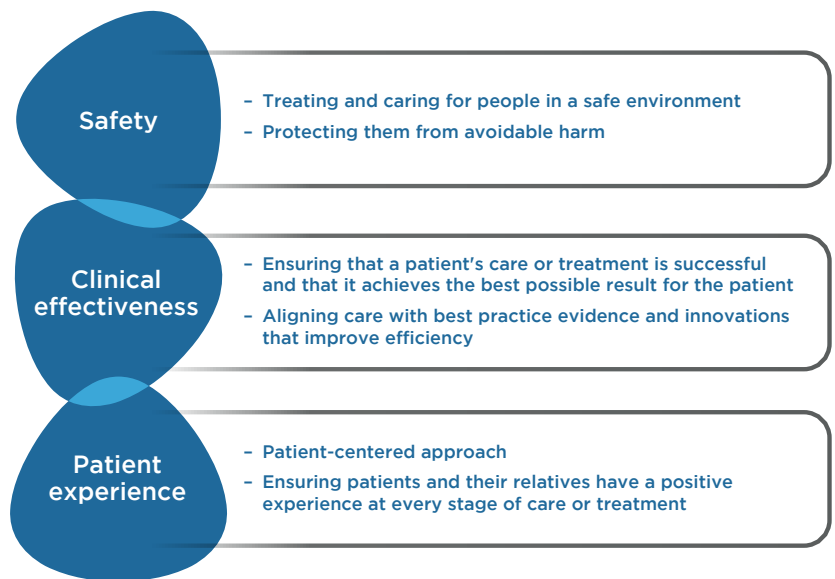 Safety
– Treating and caring for people in a safe environment
– Protecting them from avoidable harm
Clinical
effectiveness
– Ensuring that a patient's care or treatment is successful
and that it achieves the best possible result for the patient
– Aligning care with best practice evidence and innovations
that improve efficiency
Patient
experience
– Patient-centered approach
– Ensuring patients and their relatives have a positive
experience at every stage of care or treatment